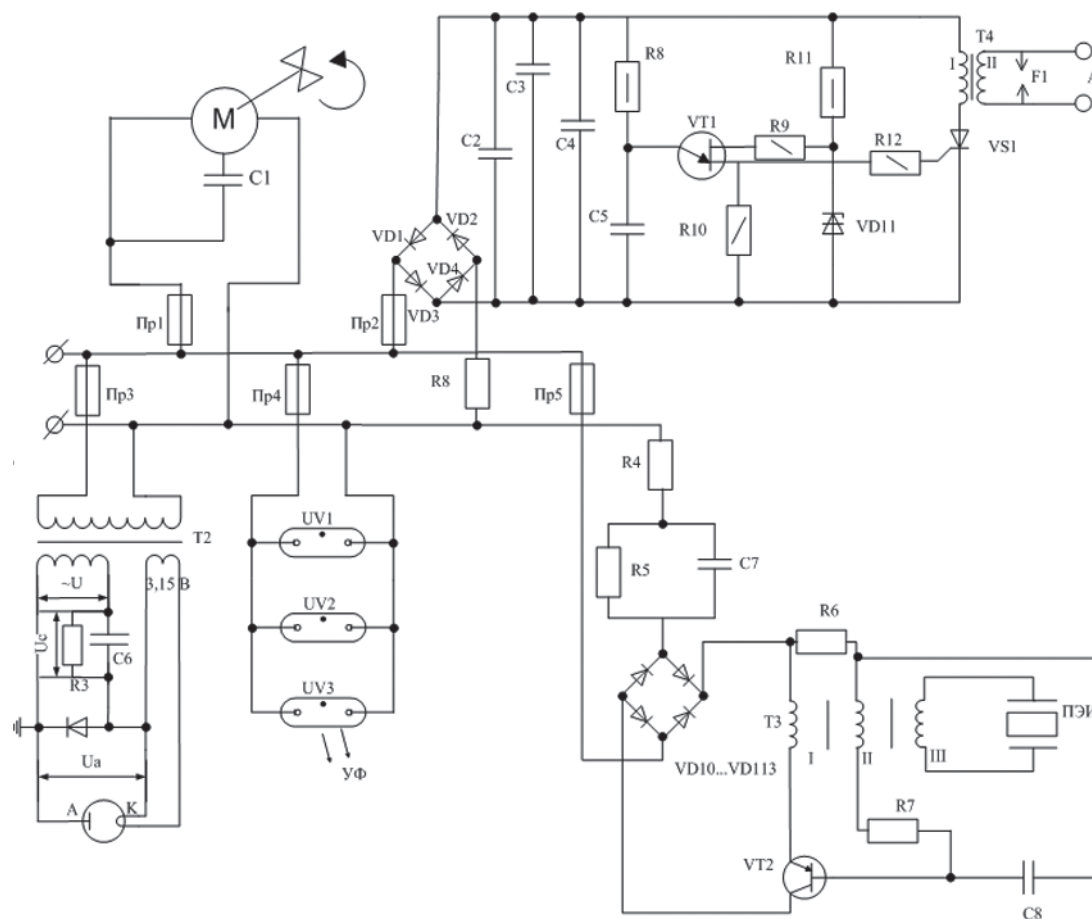 T4
R8
R11
I
II
F1
А
C3
C2
C4
VT1
R9
R12
VS1
M
C1
C5
R10
VD11
VD1
VD2
VD4
VD3
Пр1
Пр2
Пр3
Пр4
R8
Пр5
R4
T2
UV1
R5
C7
~U
3,15 В
Uc
R3
C6
UV2
R6
UV3
T3
I
II
III
ПЭИ
УФ
VD10...VD113
Ua
А
К
R7
VT2
C8